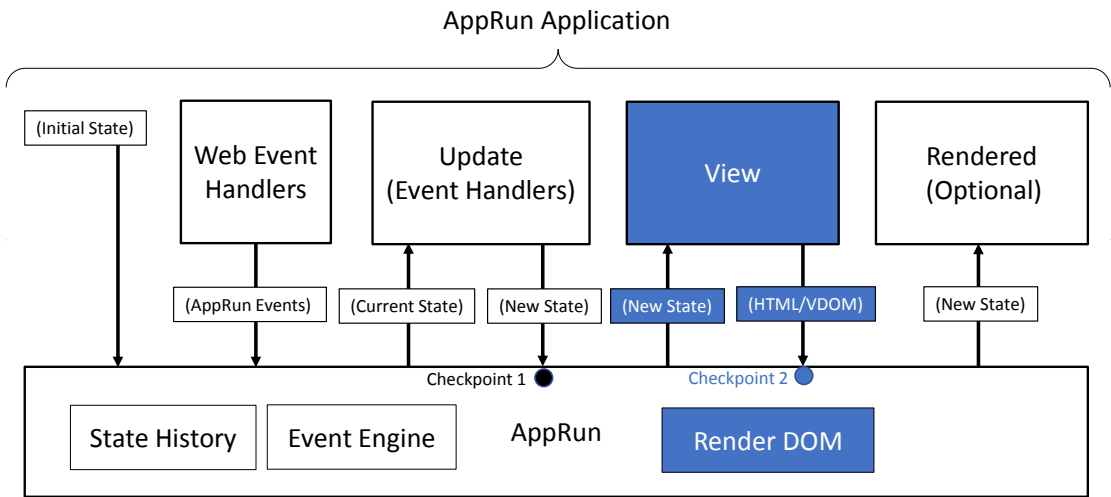 AppRun Application
(Initial State)
Web Event
Handlers
Update
(Event Handlers)
View
Rendered
(Optional)
(AppRun Events)
(Current State)
(New State)
(New State)
(HTML/VDOM)
(New State)
Checkpoint 1
Checkpoint 2
State History
Event Engine
AppRun
Render DOM